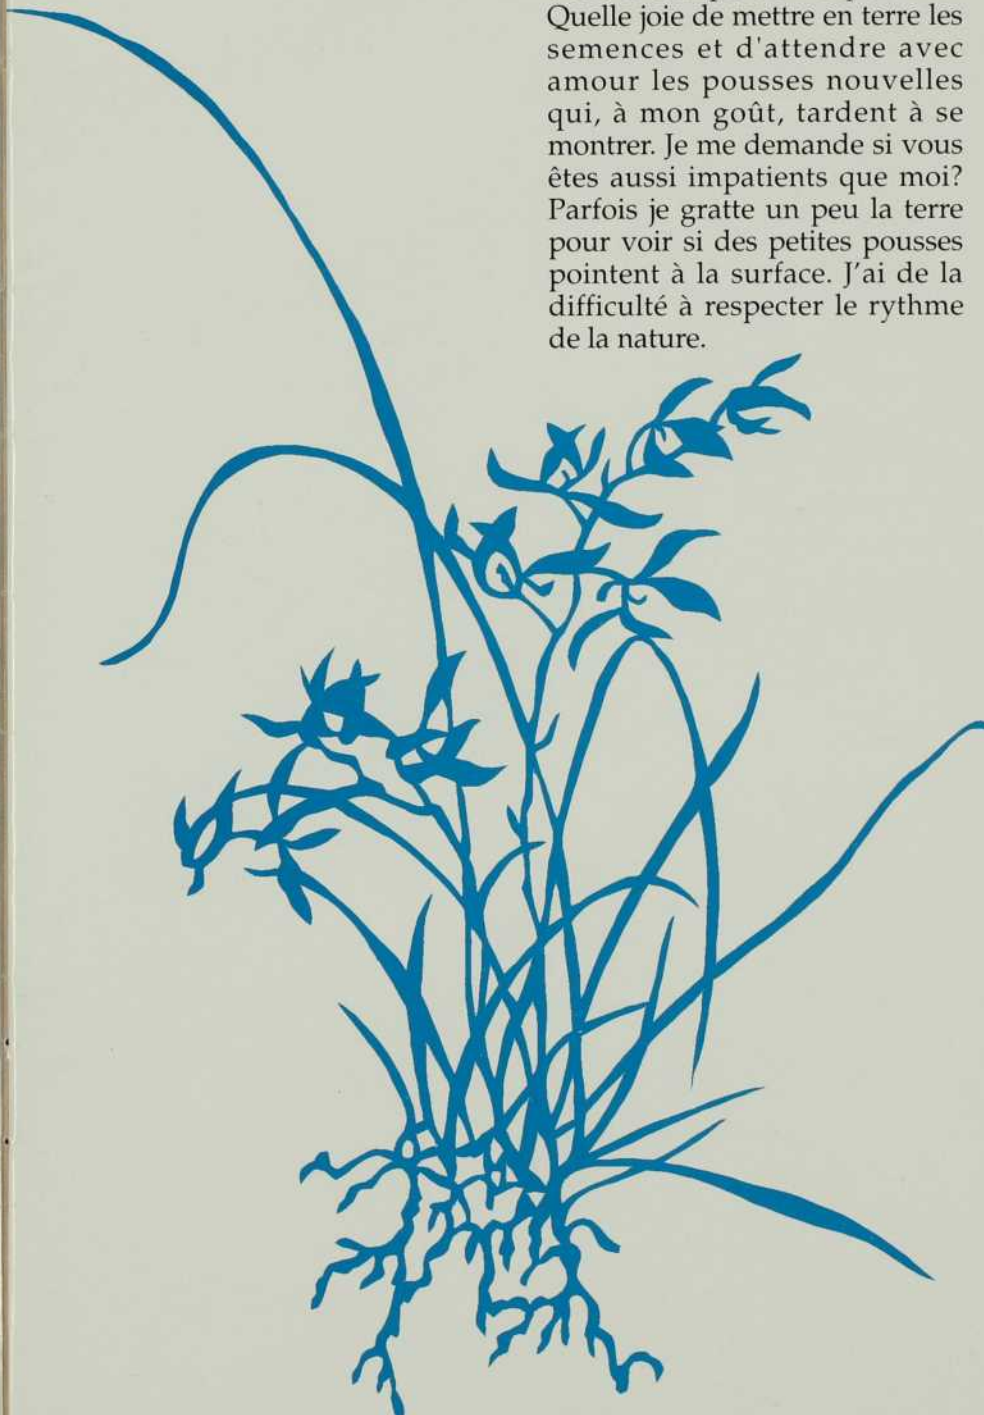 Quelle joie de mettre en terre les
semences et d'attendre avec
amour les pousses nouvelles
qui, à mon goût, tardent à se
montrer. Je me demande si vous
êtes aussi impatients que moi?
Parfois je gratte un peu la terre
pour voir si des petites pousses
pointent à la surface. J'ai de la
difficulté à respecter le rythme
de la nature.